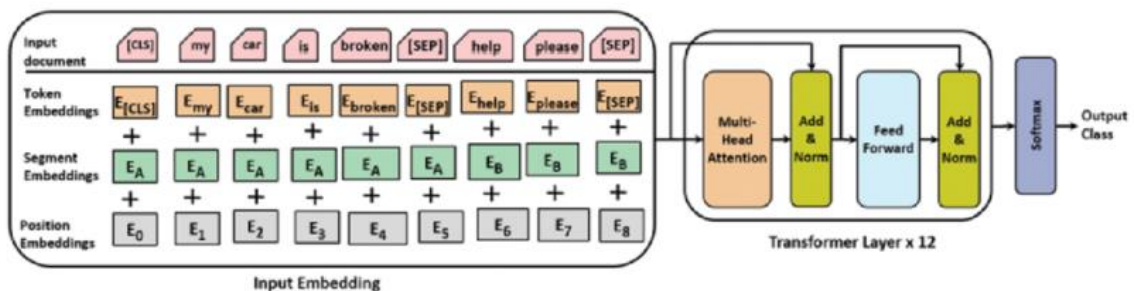 Input document [CLS] my car is broken [SEP] help please [SEP]
Token Embeddings E[CLS] Emy Ecar EIs Ebroken E[SEP] Ehelp Eplease E[SEP]
+ + + + + + + + +
Segment Embeddings EA EA EA EA EA EA EB EB EB
+ + + + + + + + +
Position Embeddings E0 E1 E2 E3 E4 E5 E6 E7 E8
Input Embedding
Multi-Head Attention
Add & Norm
Feed Forward
Add & Norm
Transformer Layer x 12
Softmax
Output Class